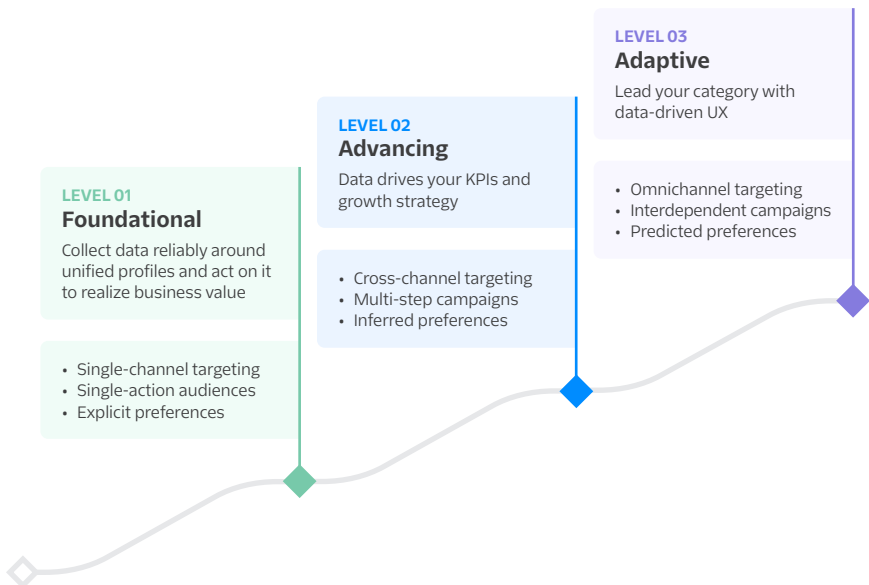 LEVEL 01
Foundational
Collect data reliably around
unified profiles and act on it
to realize business value
• Single-channel targeting
• Single-action audiences
• Explicit preferences
LEVEL 02
Advancing
Data drives your KPIs and
growth strategy
• Cross-channel targeting
• Multi-step campaigns
• Inferred preferences
LEVEL 03
Adaptive
Lead your category with
data-driven UX
• Omnichannel targeting
• Interdependent campaigns
• Predicted preferences